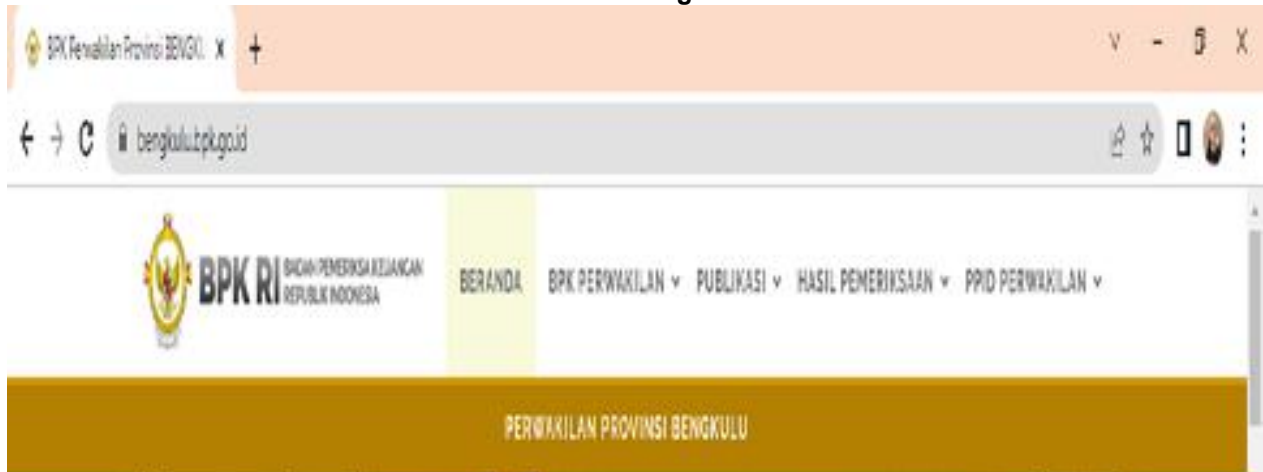 g
BPK Perwakilan Provinsi BENGK
bengkulu.bpk.go.id
BPK RI BADAN PEMERIKSA KEUANGAN
REPUBLIK INDONESIA
BERANDA BPK PERWAKILAN PUBLIKASI HASIL PEMERIKSAAN PPID PERWAKILAN
PERWAKILAN PROVINSI BENGKULU